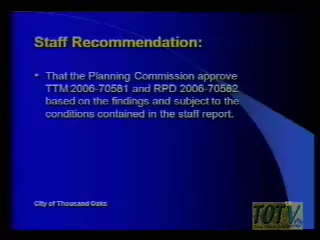 Staff Recommendation:
• That the Planning Commission approve
TTM 2006-70581 and RPD 2006-70582
based on the findings and subject to the
conditions contained in the staff report.
City of Thousand Oaks
TOTV